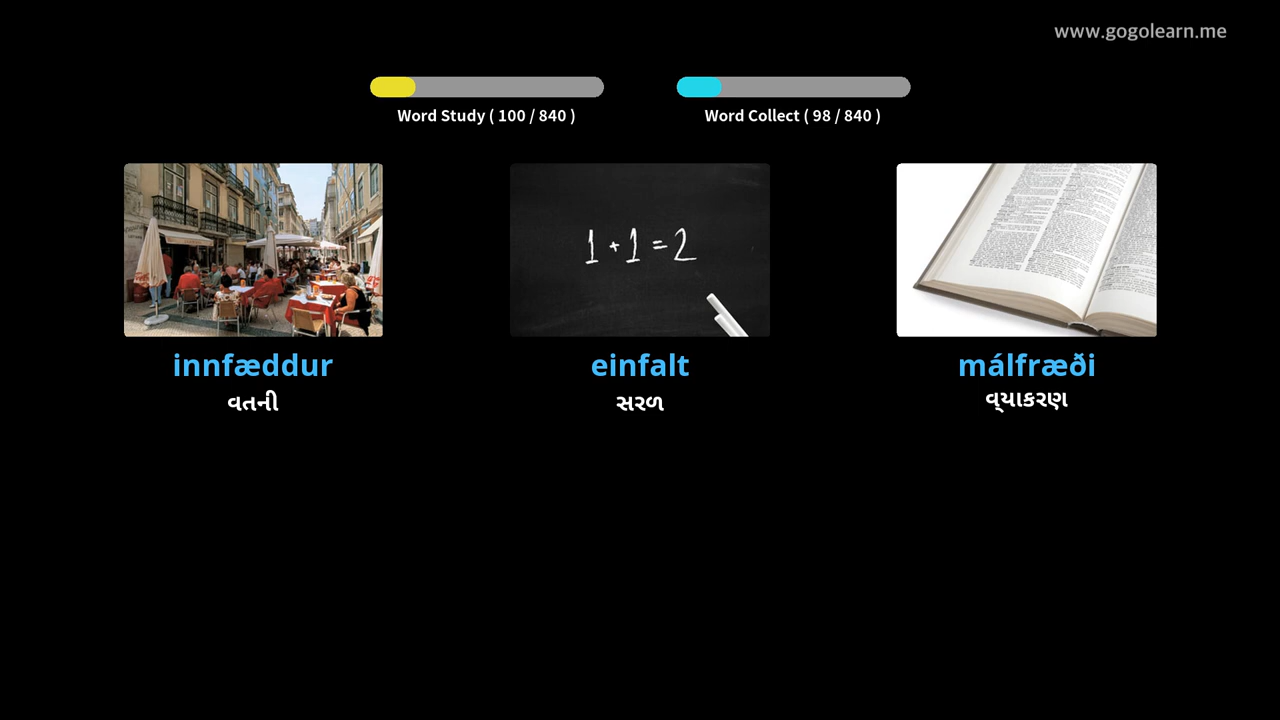 www.gogolearn.me
Word Study ( 100 / 840 )
Word Collect ( 98 / 840 )
1 + 1 = 2
innfæddur
einfalt
málfræði
વતની
સરળ
વ્યાકરણ